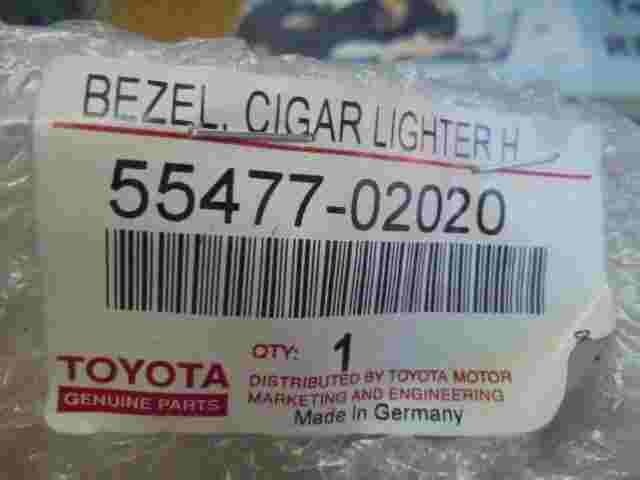 BEZEL, CIGAR LIGHTER H
55477-02020
QTY: 1
TOYOTA
GENUINE PARTS
DISTRIBUTED BY TOYOTA MOTOR
MARKETING AND ENGINEERING
Made In Germany